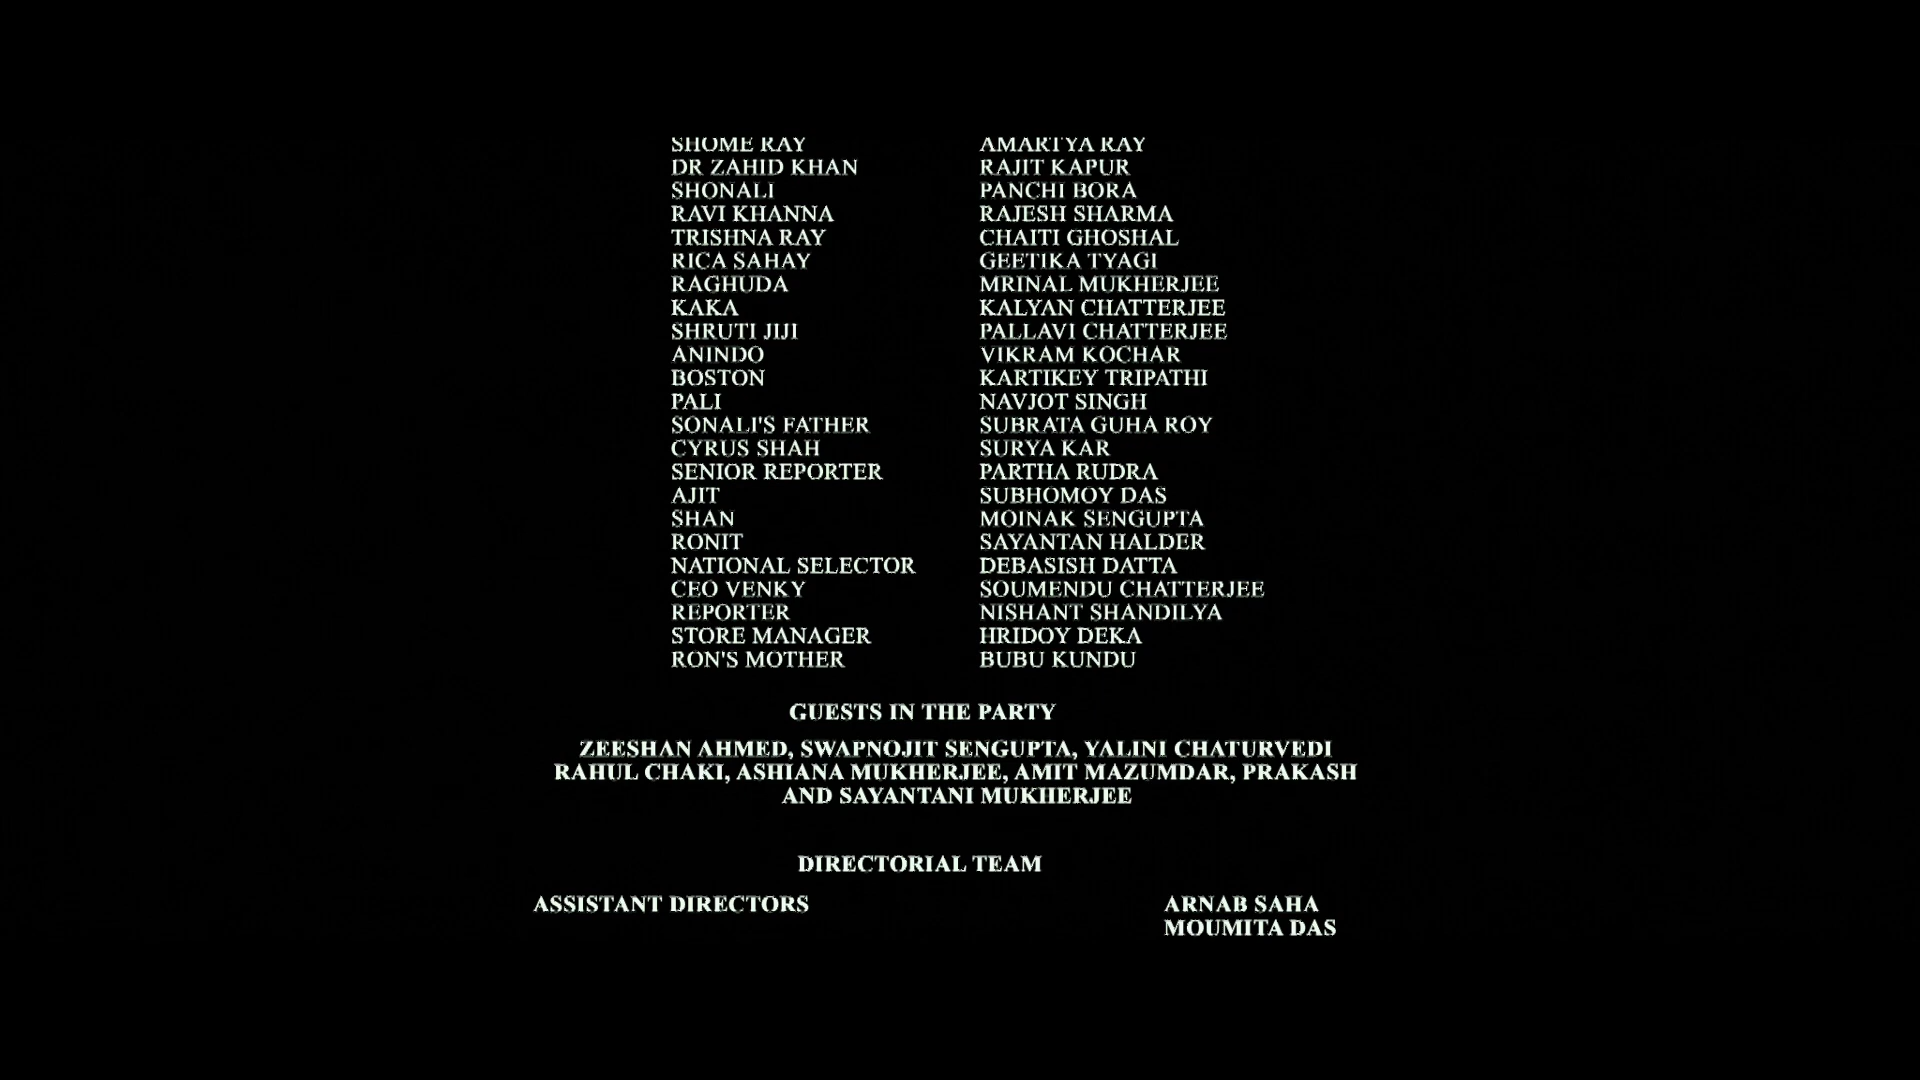 SHOME RAY AMARTYA RAY
DR ZAHID KHAN RAJIT KAPUR
SHONALI PANCHI BORA
RAVI KHANNA RAJESH SHARMA
TRISHNA RAY CHAITI GHOSHAL
RICA SAHAY GEETIKA TYAGI
RAGHUDA MRINAL MUKHERJEE
KAKA KALYAN CHATTERJEE
SHRUTI JIJI PALLAVI CHATTERJEE
ANINDO VIKRAM KOCHAR
BOSTON KARTIKEY TRIPATHI
PALI NAVJOT SINGH
SONALI'S FATHER SUBRATA GUHA ROY
CYRUS SHAH SURYA KAR
SENIOR REPORTER PARTHA RUDRA
AJIT SUBHOMOY DAS
SHAN MOINAK SENGUPTA
RONIT SAYANTAN HALDER
NATIONAL SELECTOR DEBASISH DATTA
CEO VENKY SOUMENDU CHATTERJEE
REPORTER NISHANT SHANDILYA
STORE MANAGER HRIDOY DEKA
RON'S MOTHER BUBU KUNDU
GUESTS IN THE PARTY
ZEESHAN AHMED, SWAPNOJIT SENGUPTA, YALINI CHATURVEDI
RAHUL CHAKI, ASHIANA MUKHERJEE, AMIT MAZUMDAR, PRAKASH
AND SAYANTANI MUKHERJEE
DIRECTORIAL TEAM
ASSISTANT DIRECTORS ARNAB SAHA
MOUMITA DAS